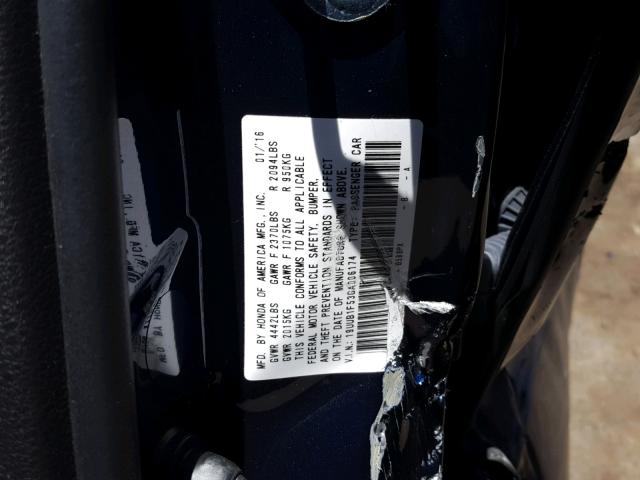 MFD. BY HONDA OF AMERICA MFG., INC. 01/'16
GVWR 4442LBS GAWR F 2370LBS R 2094LBS
GVWR 2015KG GAWR F 1075KG R 950KG
THIS VEHICLE CONFORMS TO ALL APPLICABLE
FEDERAL MOTOR VEHICLE SAFETY, BUMPER,
AND THEFT PREVENTION STANDARDS IN EFFECT
ON THE DATE OF MANUFACTURE SHOWN ABOVE.
V.I.N.: 19UUB1F53GA006174 TYPE: PASSENGER CAR
- B - A